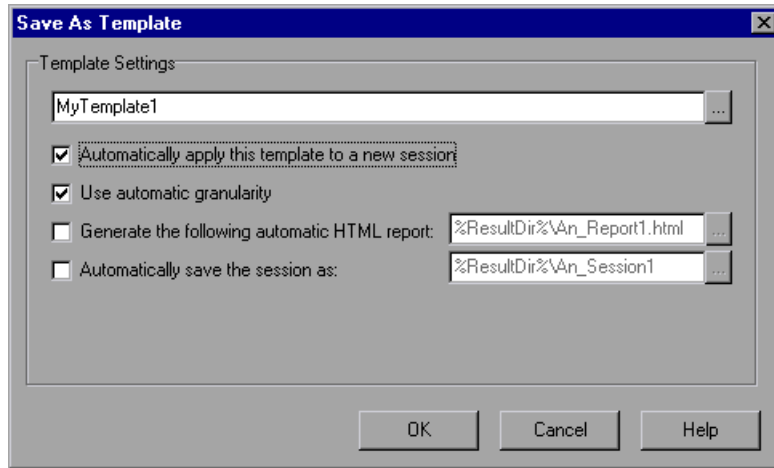 Save As Template
Template Settings
MyTemplate1
...
Automatically apply this template to a new session
Use automatic granularity
Generate the following automatic HTML report: %ResultDir%\An_Report1.html ...
Automatically save the session as: %ResultDir%\An_Session1 ...
OK Cancel Help